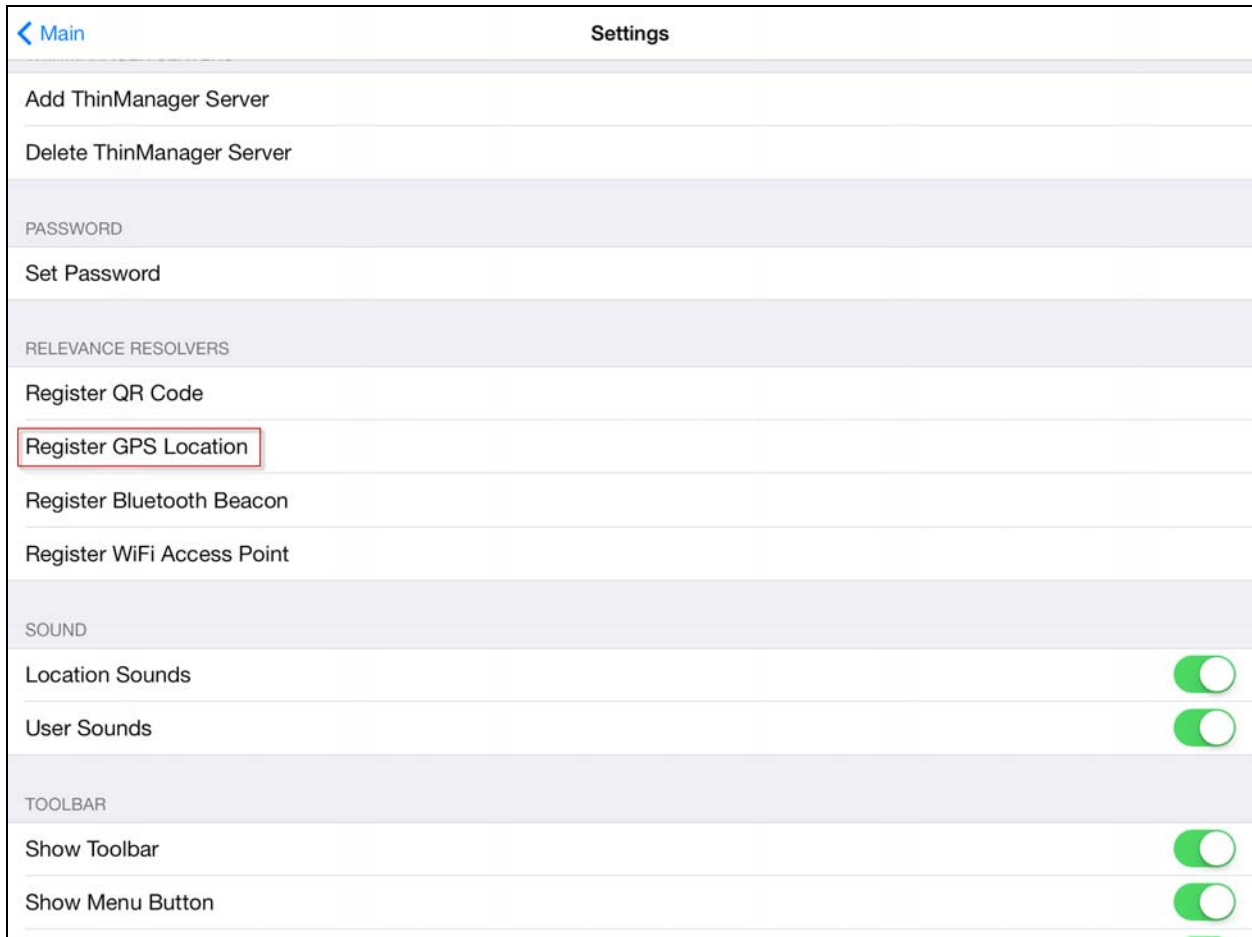 Main
Settings
Add ThinManager Server
Delete ThinManager Server
PASSWORD
Set Password
RELEVANCE RESOLVERS
Register QR Code
Register GPS Location
Register Bluetooth Beacon
Register WiFi Access Point
SOUND
Location Sounds
User Sounds
TOOLBAR
Show Toolbar
Show Menu Button